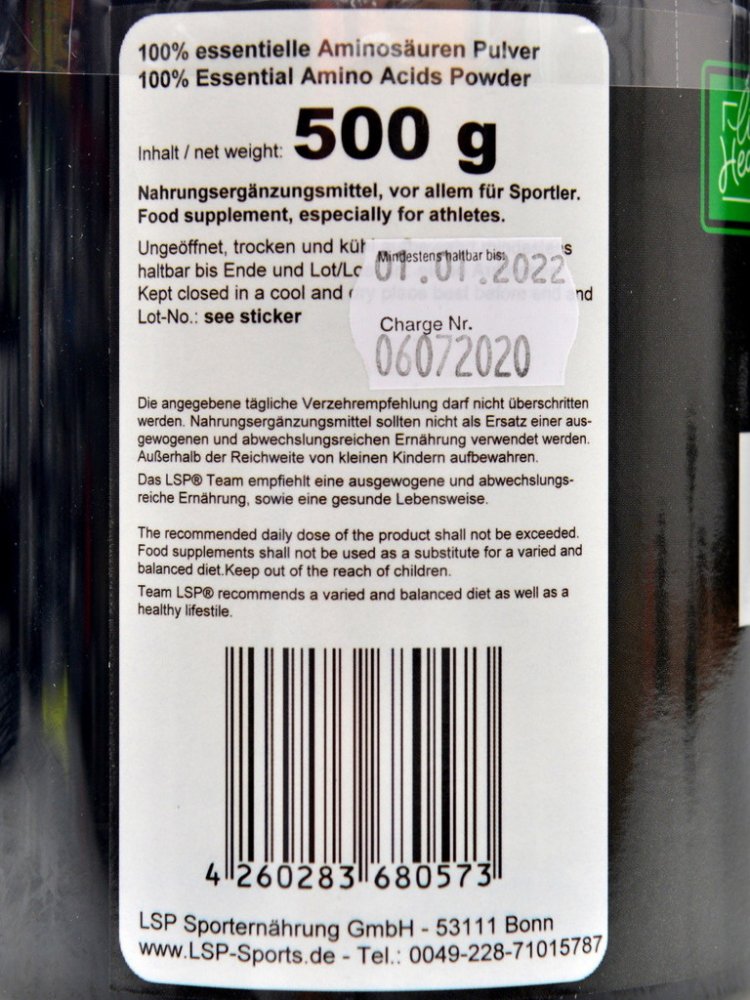 100% essentielle Aminosäuren Pulver
100% Essential Amino Acids Powder
Inhalt / net weight: 500 g
Nahrungsergänzungsmittel, vor allem für Sportler.
Food supplement, especially for athletes.
Ungeöffnet, trocken und
haltbar bis Ende und
Kept closed in a cool and dry place best before end and
Lot-No.: see sticker
Mindestens haltbar bis:
01.01.2022
Charge Nr.
06072020
Die angegebene tägliche Verzehrempfehlung darf nicht überschritten
werden. Nahrungsergänzungsmittel sollten nicht als Ersatz einer aus-
gewogenen und abwechslungsreichen Ernährung verwendet werden.
Außerhalb der Reichweite von kleinen Kindern aufbewahren.
Das LSP® Team empfiehlt eine ausgewogene und abwechslungs-
reiche Ernährung, sowie eine gesunde Lebensweise.
The recommended daily dose of the product shall not be exceeded.
Food supplements shall not be used as a substitute for a varied and
balanced diet.Keep out of the reach of children.
Team LSP® recommends a varied and balanced diet as well as a
healthy lifestile.
4 260283 680573
LSP Sporternährung GmbH - 53111 Bonn
www.LSP-Sports.de - Tel.: 0049-228-71015787